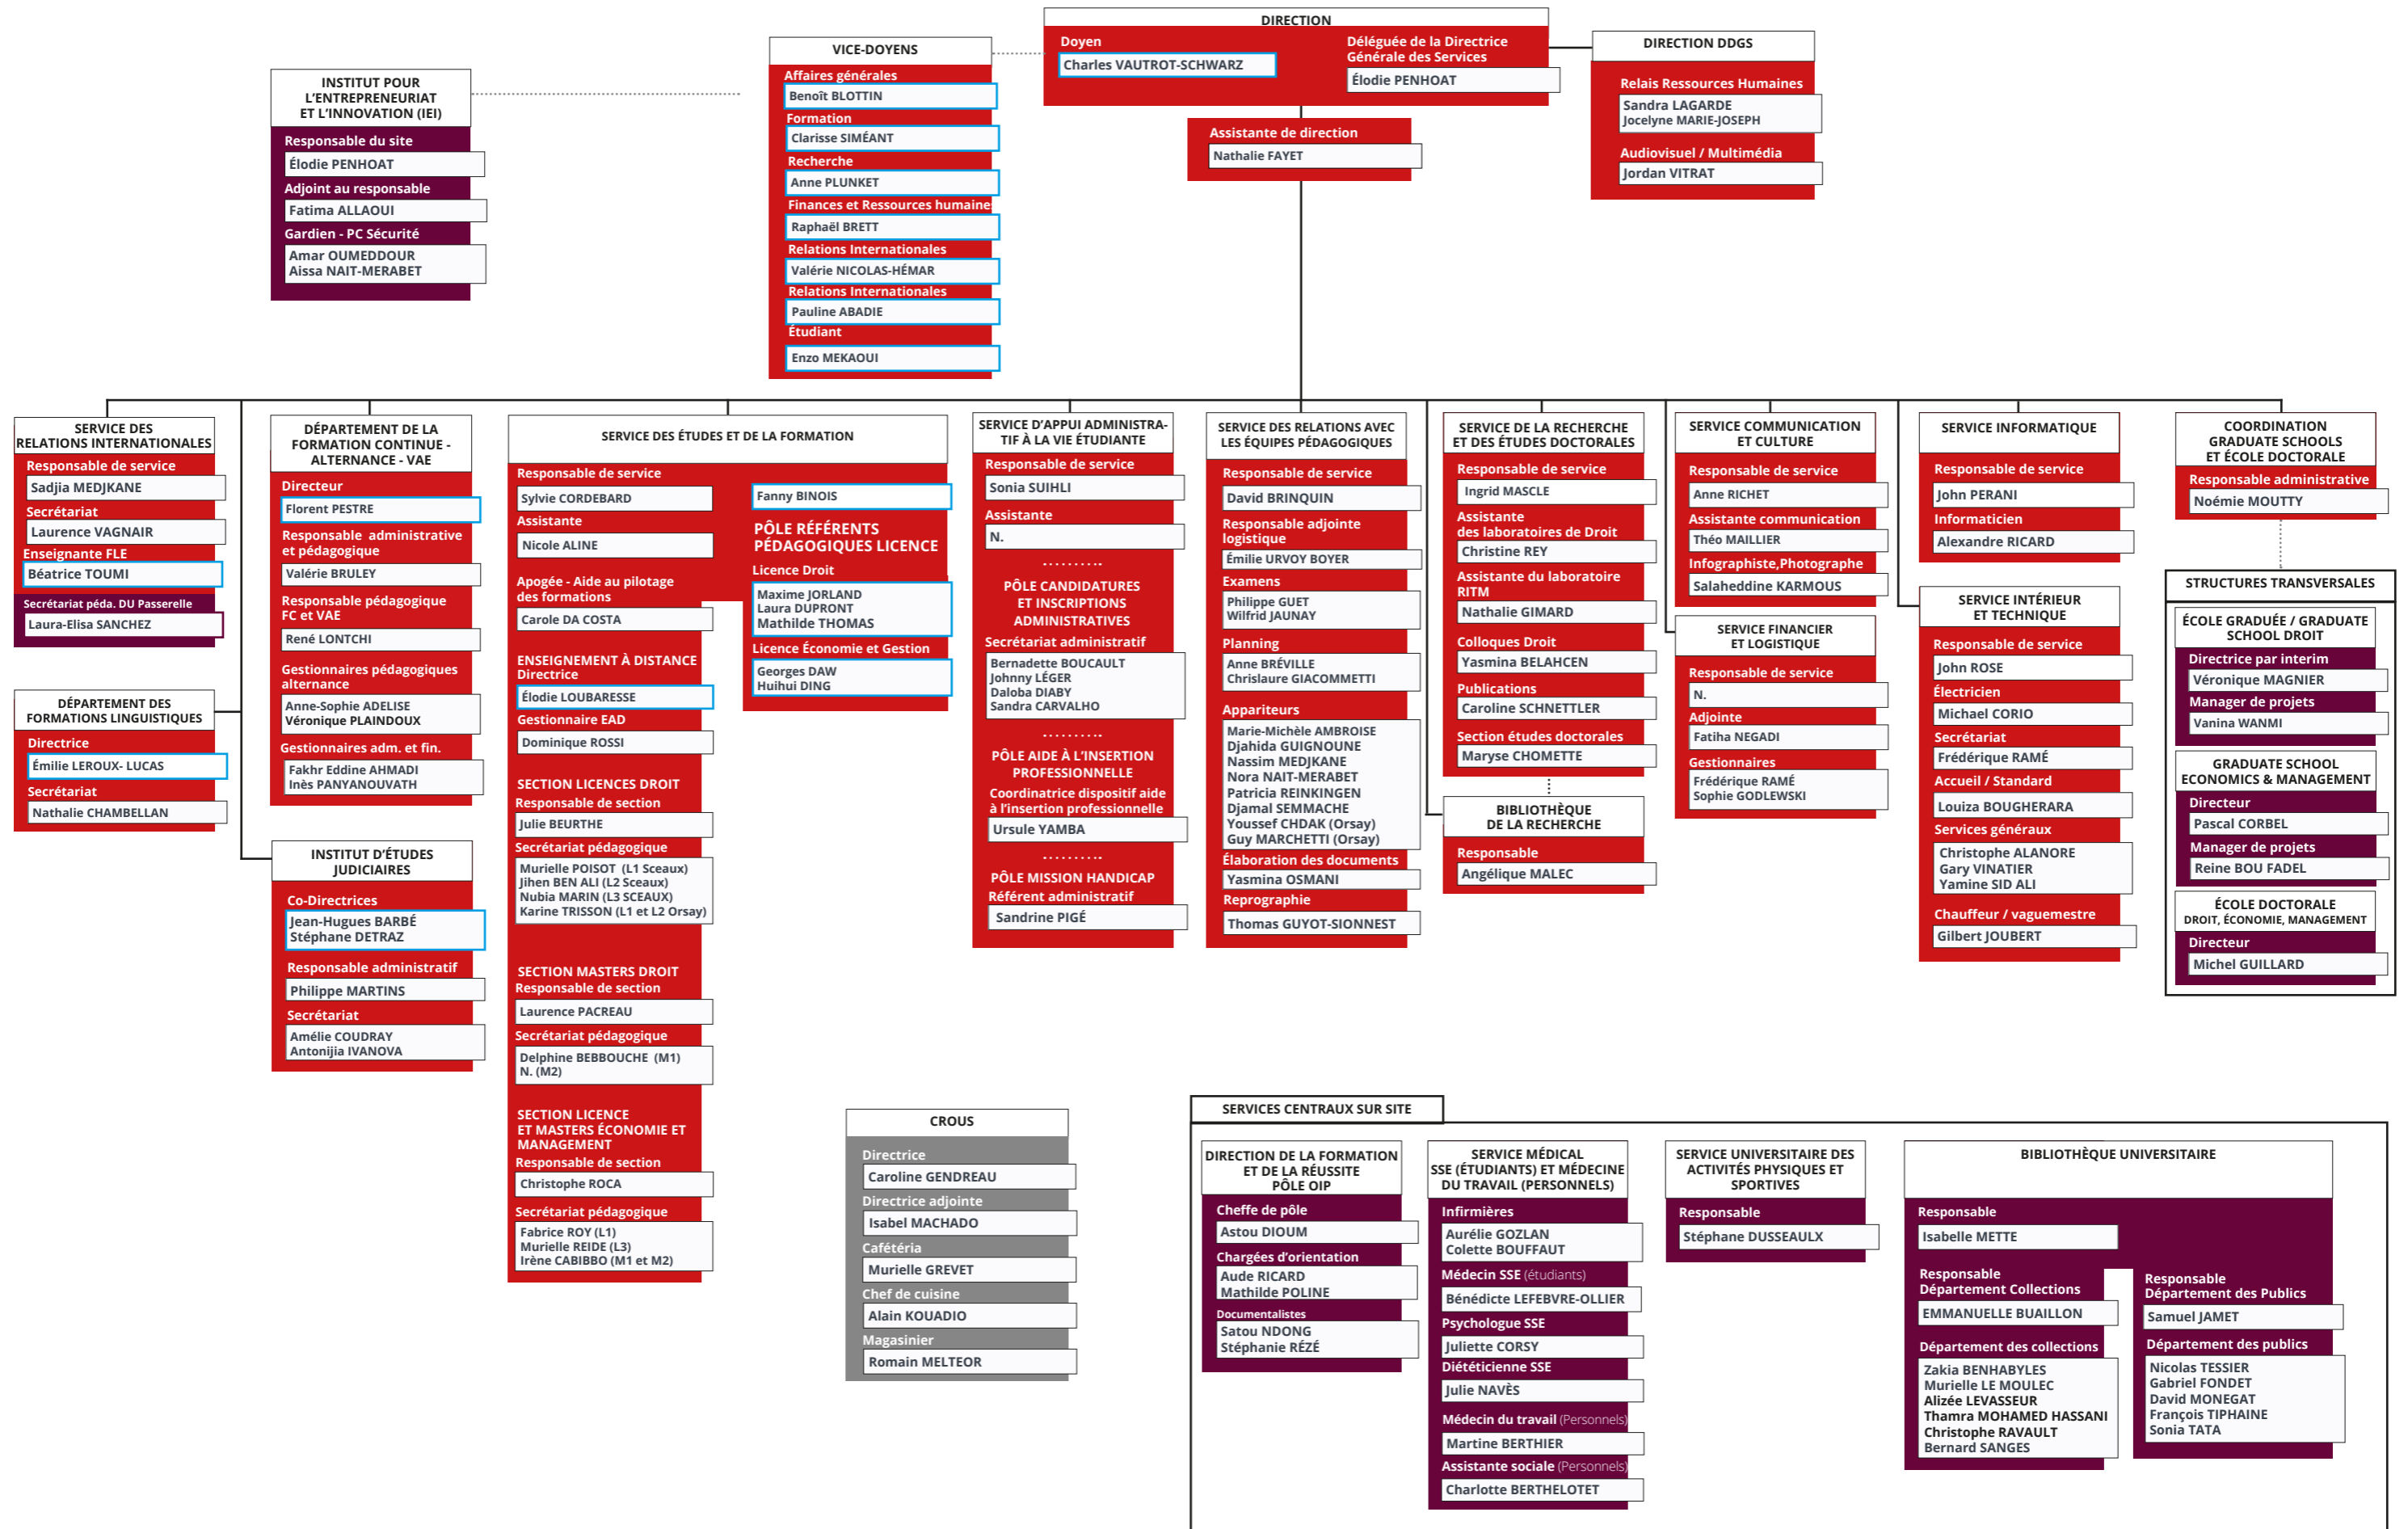 DIRECTION
Doyen
Charles VAUTROT-SCHWARZ
Déléguée de la Directrice
Générale des Services
Élodie PENHOAT
Assistante de direction
Nathalie FAYET
DIRECTION DDGS
Relais Ressources Humaines
Sandra LAGARDE
Jocelyne MARIE-JOSEPH
Audiovisuel / Multimédia
Jordan VITRAT
VICE-DOYENS
Affaires générales
Benoît BLOTTIN
Formation
Clarisse SIMÉANT
Recherche
Anne PLUNKET
Finances et Ressources humaine
Raphaël BRETT
Relations Internationales
Valérie NICOLAS-HÉMAR
Relations Internationales
Pauline ABADIE
Étudiant
Enzo MEKAOUI
INSTITUT POUR
L'ENTREPRENEURIAT
ET L'INNOVATION (IEI)
Responsable du site
Élodie PENHOAT
Adjoint au responsable
Fatima ALLAOUI
Gardien - PC Sécurité
Amar OUMEDDOUR
Aissa NAIT-MERABET
SERVICE DES
RELATIONS INTERNATIONALES
Responsable de service
Sadjia MEDJKANE
Secrétariat
Laurence VAGNAIR
Enseignante FLE
Béatrice TOUMI
Secrétariat péda. DU Passerelle
Laura-Elisa SANCHEZ
DÉPARTEMENT DES
FORMATIONS LINGUISTIQUES
Directrice
Émilie LEROUX- LUCAS
Secrétariat
Nathalie CHAMBELLAN
DÉPARTEMENT DE LA
FORMATION CONTINUE -
ALTERNANCE - VAE
Directeur
Florent PESTRE
Responsable administrative
et pédagogique
Valérie BRULEY
Responsable pédagogique
FC et VAE
René LONTCHI
Gestionnaires pédagogiques
alternance
Anne-Sophie ADELISE
Véronique PLAINDOUX
Gestionnaires adm. et fin.
Fakhr Eddine AHMADI
Inès PANYANOUVATH
INSTITUT D'ÉTUDES
JUDICIAIRES
Co-Directrices
Jean-Hugues BARBÉ
Stéphane DETRAZ
Responsable administratif
Philippe MARTINS
Secrétariat
Amélie COUDRAY
Antonijia IVANOVA
SERVICE DES ÉTUDES ET DE LA FORMATION
Responsable de service
Sylvie CORDEBARD
Assistante
Nicole ALINE
Apogée - Aide au pilotage
des formations
Carole DA COSTA
ENSEIGNEMENT À DISTANCE
Directrice
Élodie LOUBARESSE
Gestionnaire EAD
Dominique ROSSI
SECTION LICENCES DROIT
Responsable de section
Julie BEURTHE
Secrétariat pédagogique
Murielle POISOT (L1 Sceaux)
Jihen BEN ALI (L2 Sceaux)
Nubia MARIN (L3 SCEAUX)
Karine TRISSON (L1 et L2 Orsay)
SECTION MASTERS DROIT
Responsable de section
Laurence PACREAU
Secrétariat pédagogique
Delphine BEBBOUCHE (M1)
N. (M2)
SECTION LICENCE
ET MASTERS ÉCONOMIE ET
MANAGEMENT
Responsable de section
Christophe ROCA
Secrétariat pédagogique
Fabrice ROY (L1)
Murielle REIDE (L3)
Irène CABIBBO (M1 et M2)
Fanny BINOIS
PÔLE RÉFÉRENTS
PÉDAGOGIQUES LICENCE
Licence Droit
Maxime JORLAND
Laura DUPRONT
Mathilde THOMAS
Licence Économie et Gestion
Georges DAW
Huihui DING
SERVICE D'APPUI ADMINISTRA-
TIF À LA VIE ÉTUDIANTE
Responsable de service
Sonia SUIHLI
Assistante
N.
PÔLE CANDIDATURES
ET INSCRIPTIONS
ADMINISTRATIVES
Secrétariat administratif
Bernadette BOUCAULT
Johnny LÉGER
Daloba DIABY
Sandra CARVALHO
PÔLE AIDE À L'INSERTION
PROFESSIONNELLE
Coordinatrice dispositif aide
à l'insertion professionnelle
Ursule YAMBA
PÔLE MISSION HANDICAP
Référent administratif
Sandrine PIGÉ
SERVICE DES RELATIONS AVEC
LES ÉQUIPES PÉDAGOGIQUES
Responsable de service
David BRINQUIN
Responsable adjointe
logistique
Émilie URVOY BOYER
Examens
Philippe GUET
Wilfrid JAUNAY
Planning
Anne BRÉVILLE
Chrislaure GIACOMMETTI
Appariteurs
Marie-Michèle AMBROISE
Djahida GUIGNOUNE
Nassim MEDJKANE
Nora NAIT-MERABET
Patricia REINKINGEN
Djamal SEMMACHE
Youssef CHDAK (Orsay)
Guy MARCHETTI (Orsay)
Élaboration des documents
Yasmina OSMANI
Reprographie
Thomas GUYOT-SIONNEST
SERVICE DE LA RECHERCHE
ET DES ÉTUDES DOCTORALES
Responsable de service
Ingrid MASCLE
Assistante
des laboratoires de Droit
Christine REY
Assistante du laboratoire
RITM
Nathalie GIMARD
Colloques Droit
Yasmina BELAHCEN
Publications
Caroline SCHNETTLER
Section études doctorales
Maryse CHOMETTE
BIBLIOTHÈQUE
DE LA RECHERCHE
Responsable
Angélique MALEC
SERVICE COMMUNICATION
ET CULTURE
Responsable de service
Anne RICHET
Assistante communication
Théo MAILLIER
Infographiste,Photographe
Salaheddine KARMOUS
SERVICE FINANCIER
ET LOGISTIQUE
Responsable de service
N.
Adjointe
Fatiha NEGADI
Gestionnaires
Frédérique RAMÉ
Sophie GODLEWSKI
SERVICE INFORMATIQUE
Responsable de service
John PERANI
Informaticien
Alexandre RICARD
SERVICE INTÉRIEUR
ET TECHNIQUE
Responsable de service
John ROSE
Électricien
Michael CORIO
Secrétariat
Frédérique RAMÉ
Accueil / Standard
Louiza BOUGHERARA
Services généraux
Christophe ALANORE
Gary VINATIER
Yamine SID ALI
Chauffeur / vaguemestre
Gilbert JOUBERT
COORDINATION
GRADUATE SCHOOLS
ET ÉCOLE DOCTORALE
Responsable administrative
Noémie MOUTTY
STRUCTURES TRANSVERSALES
ÉCOLE GRADUÉE / GRADUATE
SCHOOL DROIT
Directrice par interim
Véronique MAGNIER
Manager de projets
Vanina WANMI
GRADUATE SCHOOL
ECONOMICS & MANAGEMENT
Directeur
Pascal CORBEL
Manager de projets
Reine BOU FADEL
ÉCOLE DOCTORALE
DROIT, ÉCONOMIE, MANAGEMENT
Directeur
Michel GUILLARD
CROUS
Directrice
Caroline GENDREAU
Directrice adjointe
Isabel MACHADO
Cafétéria
Murielle GREVET
Chef de cuisine
Alain KOUADIO
Magasinier
Romain MELTEOR
SERVICES CENTRAUX SUR SITE
DIRECTION DE LA FORMATION
ET DE LA RÉUSSITE
PÔLE OIP
Cheffe de pôle
Astou DIOUM
Chargées d'orientation
Aude RICARD
Mathilde POLINE
Documentalistes
Satou NDONG
Stéphanie RÉZÉ
SERVICE MÉDICAL
SSE (ÉTUDIANTS) ET MÉDECINE
DU TRAVAIL (PERSONNELS)
Infirmières
Aurélie GOZLAN
Colette BOUFFAUT
Médecin SSE (étudiants)
Bénédicte LEFEBVRE-OLLIER
Psychologue SSE
Juliette CORSY
Diététicienne SSE
Julie NAVÈS
Médecin du travail (Personnels)
Martine BERTHIER
Assistante sociale (Personnels)
Charlotte BERTHELOTET
SERVICE UNIVERSITAIRE DES
ACTIVITÉS PHYSIQUES ET
SPORTIVES
Responsable
Stéphane DUSSEAULX
BIBLIOTHÈQUE UNIVERSITAIRE
Responsable
Isabelle METTE
Responsable
Département Collections
EMMANUELLE BUAILLON
Département des collections
Zakia BENHABYLES
Murielle LE MOULEC
Alizée LEVASSEUR
Thamra MOHAMED HASSANI
Christophe RAVAULT
Bernard SANGES
Responsable
Département des Publics
Samuel JAMET
Département des publics
Nicolas TESSIER
Gabriel FONDET
David MONEGAT
François TIPHAINE
Sonia TATA